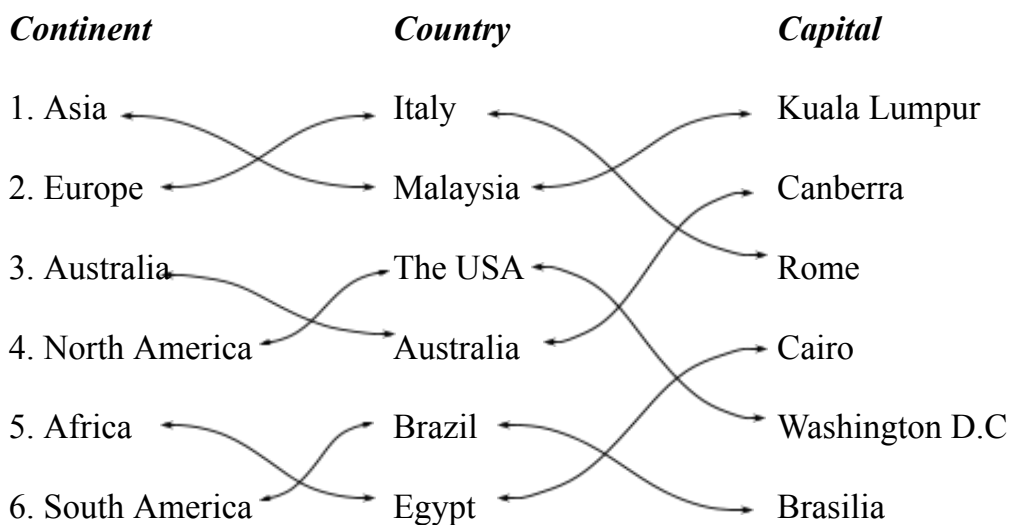 Continent Country Capital
1. Asia Italy Kuala Lumpur
2. Europe Malaysia Canberra
3. Australia The USA Rome
4. North America Australia Cairo
5. Africa Brazil Washington D.C
6. South America Egypt Brasilia